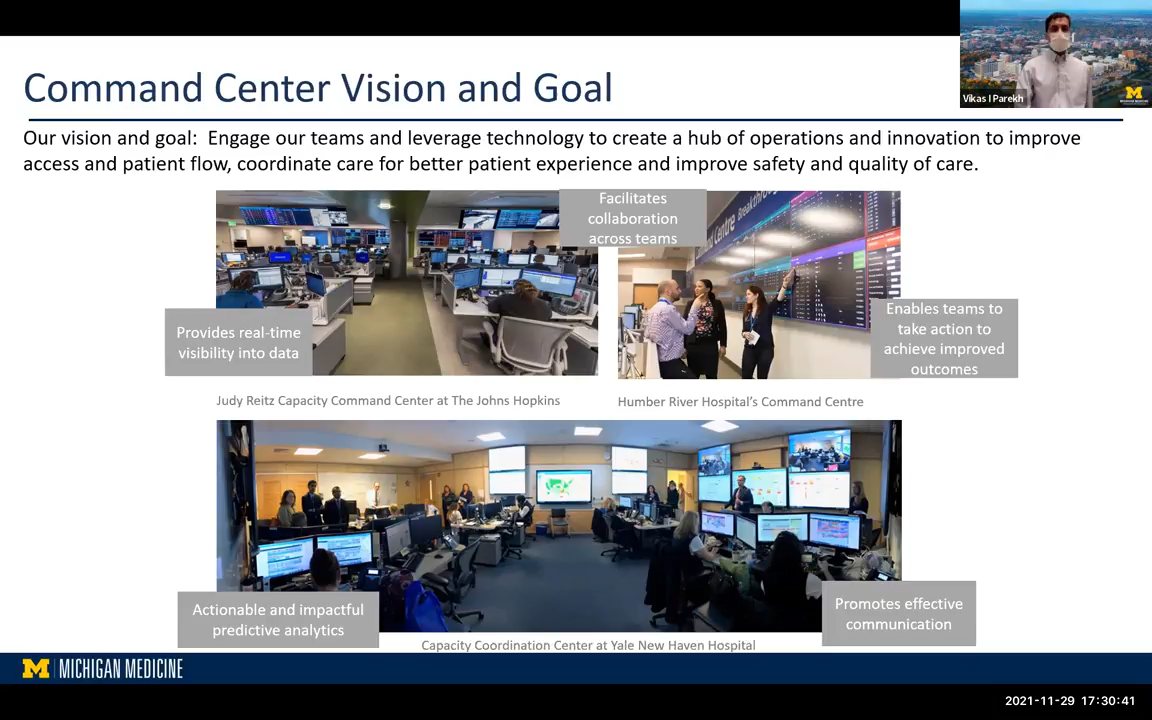 Command Center Vision and Goal
Vikas I Parekh
Our vision and goal:  Engage our teams and leverage technology to create a hub of operations and innovation to improve
access and patient flow, coordinate care for better patient experience and improve safety and quality of care.
Facilitates
collaboration
across teams
Provides real-time
visibility into data
Enables teams to
take action to
achieve improved
outcomes
Judy Reitz Capacity Command Center at The Johns Hopkins
Humber River Hospital's Command Centre
Actionable and impactful
predictive analytics
Promotes effective
communication
Capacity Coordination Center at Yale New Haven Hospital
M | MICHIGAN MEDICINE
2021-11-29 17:30:41